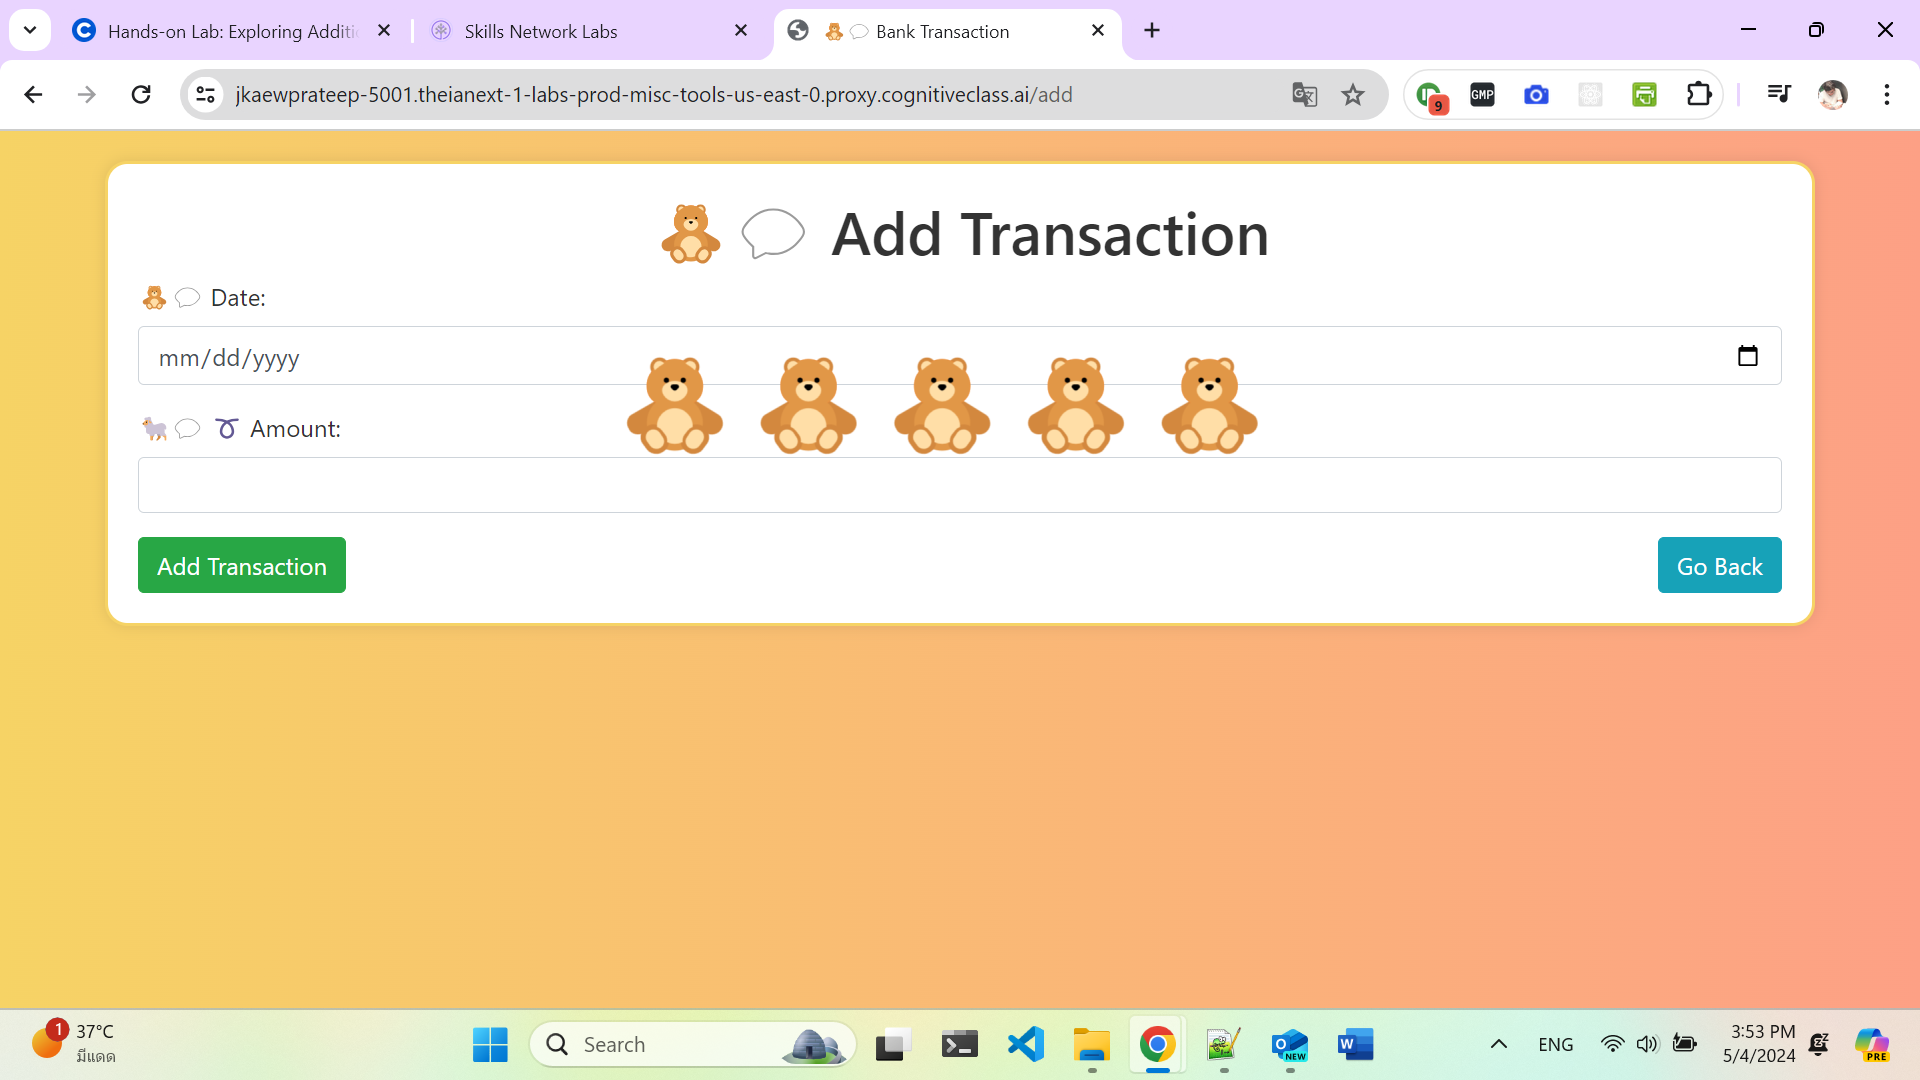 Hands-on Lab: Exploring Additi
Skills Network Labs
🧸💬 Bank Transaction
jkaewprateep-5001.theianext-1-labs-prod-misc-tools-us-east-0.proxy.cognitiveclass.ai/add
9
GMP
🧸💬 Add Transaction
🧸💬 Date:
mm/dd/yyyy
🐐💬 ➰ Amount:
Add Transaction
Go Back
1
37°C
มีแดด
Search
NEW
ENG
3:53 PM
5/4/2024
PRE